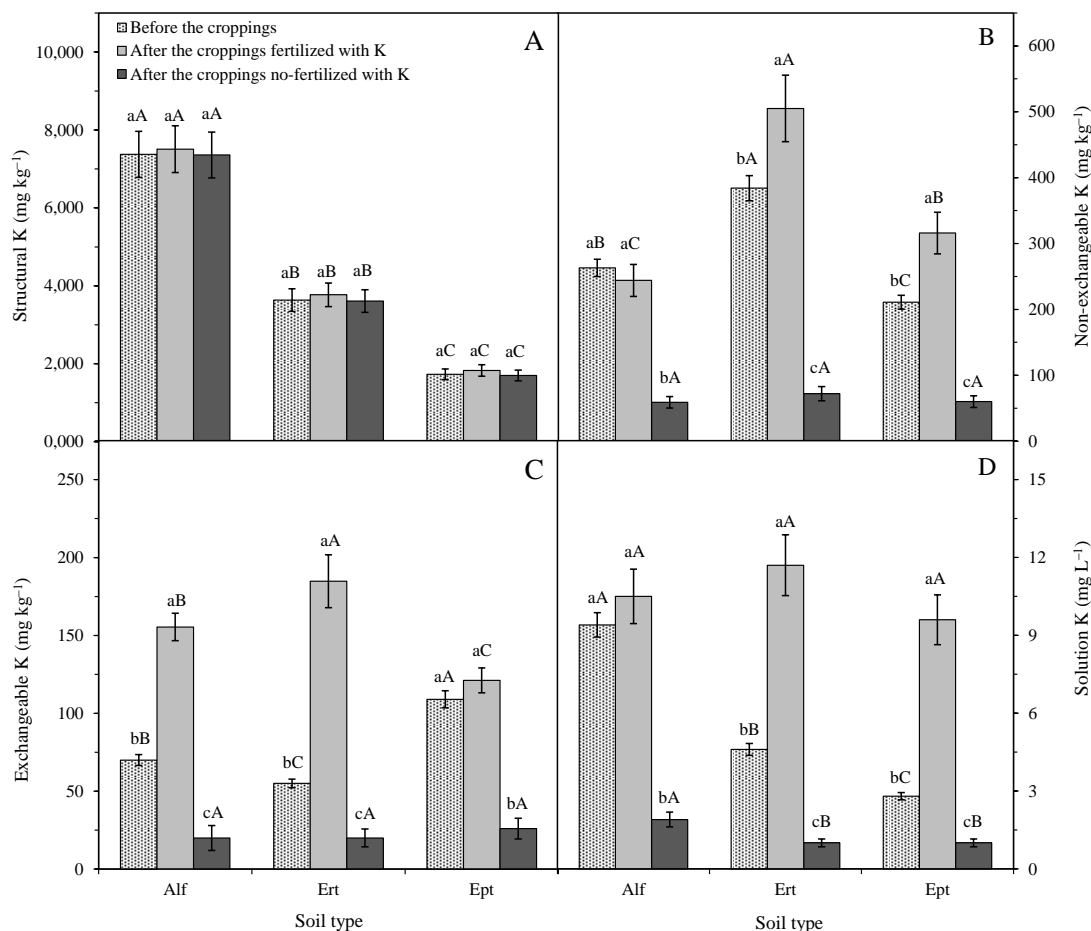 Before the croppings
After the croppings fertilized with K
After the croppings no-fertilized with K
A
Structural K (mg kg⁻¹)
10,000
8,000
6,000
4,000
2,000
0,000
aA aA aA
aB aB aB
aC aC aC
B
Non-exchangeable K (mg kg⁻¹)
600
500
400
300
200
100
0
aB aC bA
bA aA cA
bC aB cA
C
Exchangeable K (mg kg⁻¹)
250
200
150
100
50
0
bB aB cA
bC aA cA
aA aC bA
Alf Ert Ept
Soil type
D
Solution K (mg L⁻¹)
15
12
9
6
3
0
aA aA bA
bB aA cB
bC aA cB
Alf Ert Ept
Soil type